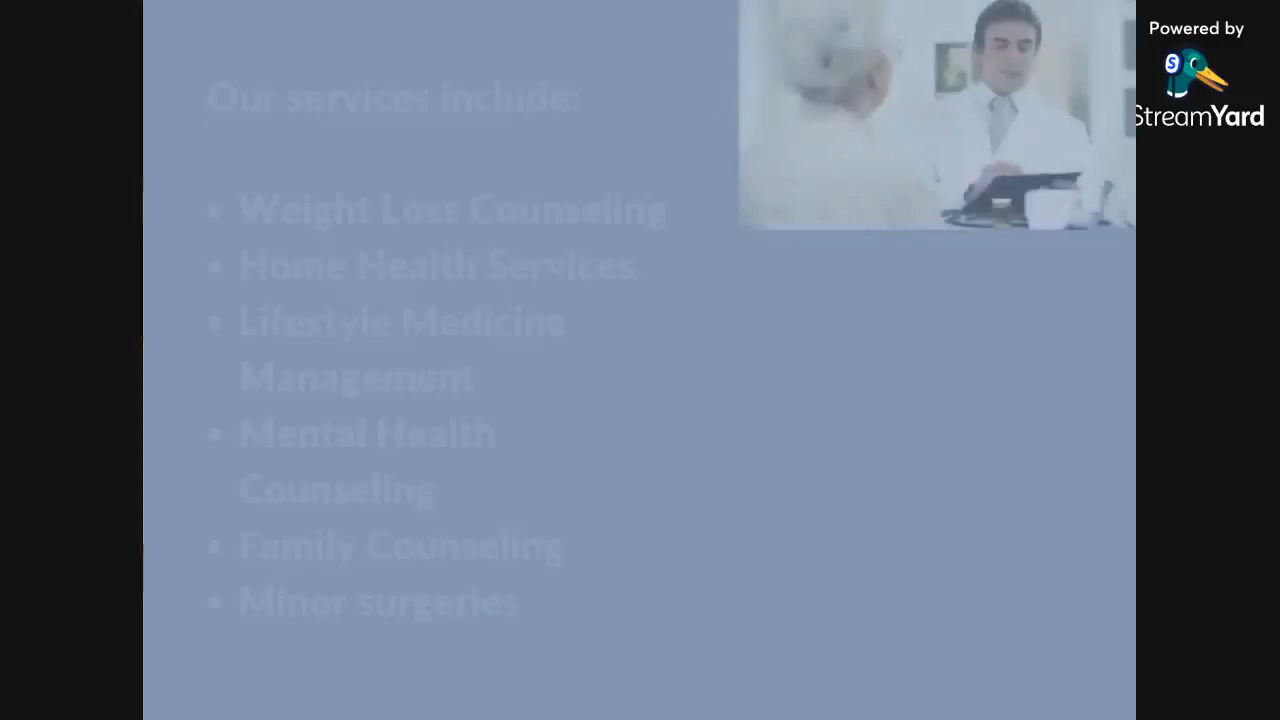 Powered by
StreamYard
Our services include:
• Weight Loss Counseling
• Home Health Services
• Lifestyle Medicine
Management
• Mental Health
Counseling
• Family Counseling
• Minor surgeries